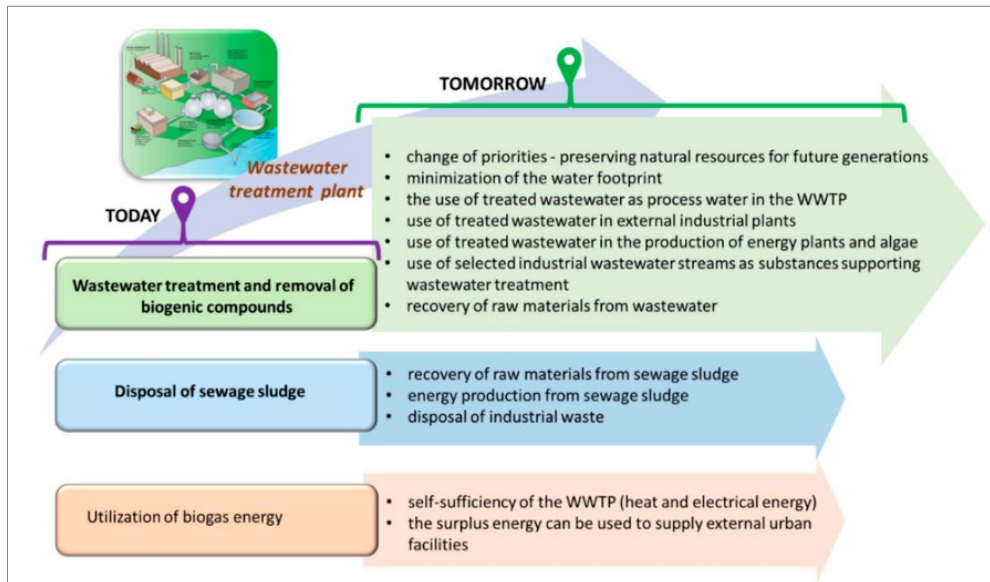 TOMORROW
Wastewater
treatment plant
TODAY
Wastewater treatment and removal of
biogenic compounds
• change of priorities - preserving natural resources for future generations
• minimization of the water footprint
• the use of treated wastewater as process water in the WWTP
• use of treated wastewater in external industrial plants
• use of treated wastewater in the production of energy plants and algae
• use of selected industrial wastewater streams as substances supporting
wastewater treatment
• recovery of raw materials from wastewater
Disposal of sewage sludge
• recovery of raw materials from sewage sludge
• energy production from sewage sludge
• disposal of industrial waste
Utilization of biogas energy
• self-sufficiency of the WWTP (heat and electrical energy)
• the surplus energy can be used to supply external urban
facilities